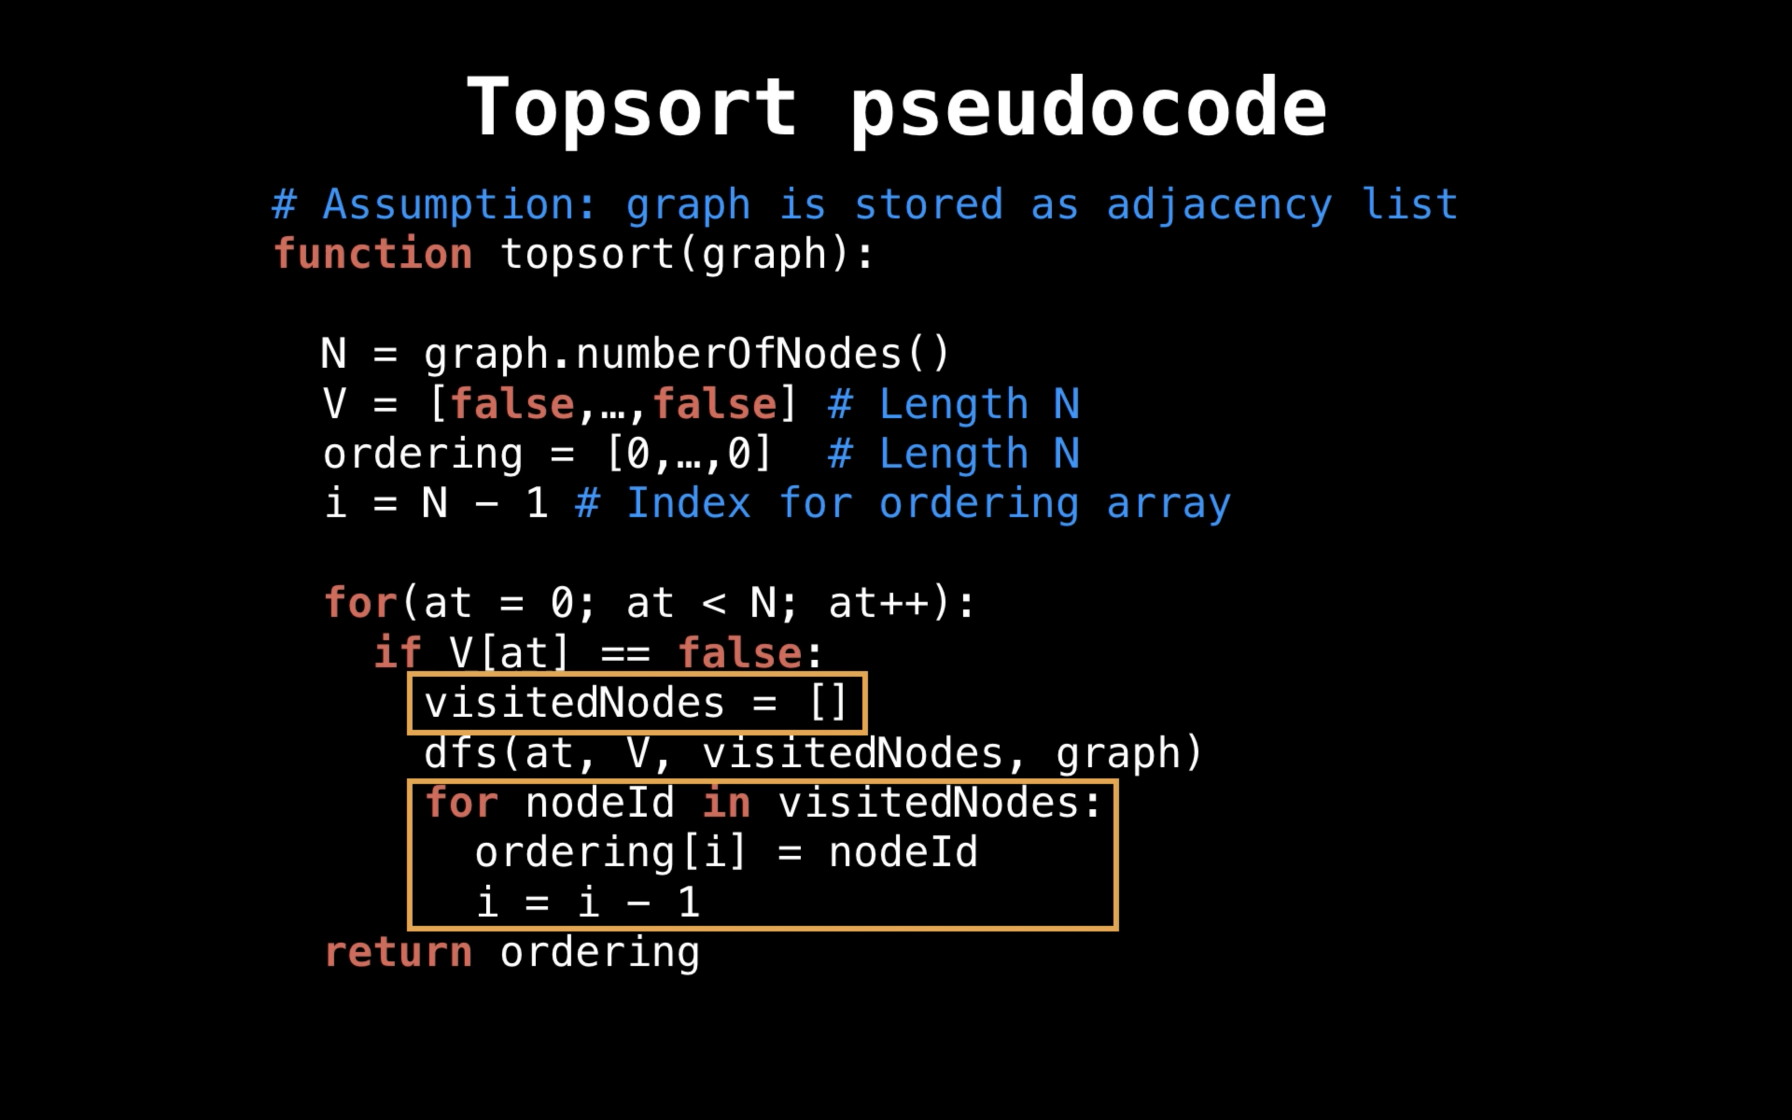 Topsort pseudocode
# Assumption: graph is stored as adjacency list
function topsort(graph):
N = graph.numberOfNodes()
V = [false,…,false] # Length N
ordering = [0,…,0] # Length N
i = N − 1 # Index for ordering array
for(at = 0; at < N; at++):
if V[at] == false:
visitedNodes = []
dfs(at, V, visitedNodes, graph)
for nodeId in visitedNodes:
ordering[i] = nodeId
i = i − 1
return ordering